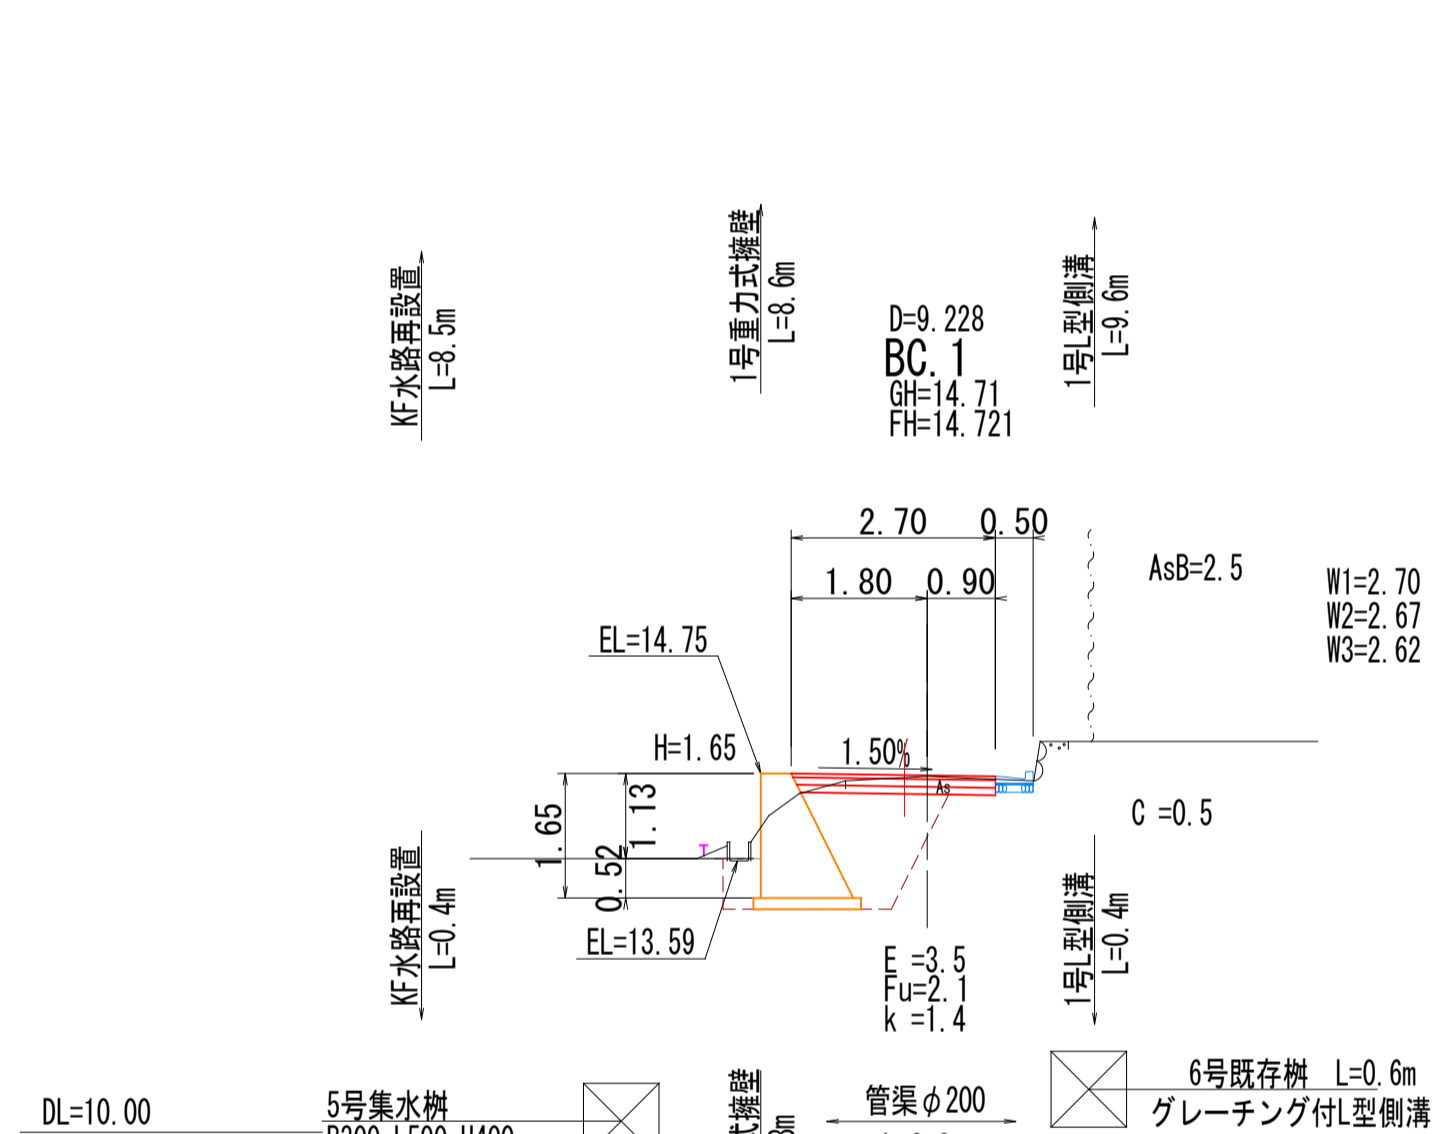 KF水路再設置
L=8.5m
1号重力式擁壁
L=8.6m
D=9.228
BC.1
GH=14.71
FH=14.721
1号L型側溝
L=9.6m
2.70
0.50
1.80
0.90
AsB=2.5
W1=2.70
W2=2.67
W3=2.62
EL=14.75
H=1.65
1.50%
As
1.65
1.13
0.52
T
C =0.5
EL=13.59
KF水路再設置
L=0.4m
E =3.5
Fu=2.1
k =1.4
1号L型側溝
L=0.4m
DL=10.00
5号集水桝
式擁壁
管渠φ200
6号既存桝 L=0.6m
グレーチング付L型側溝